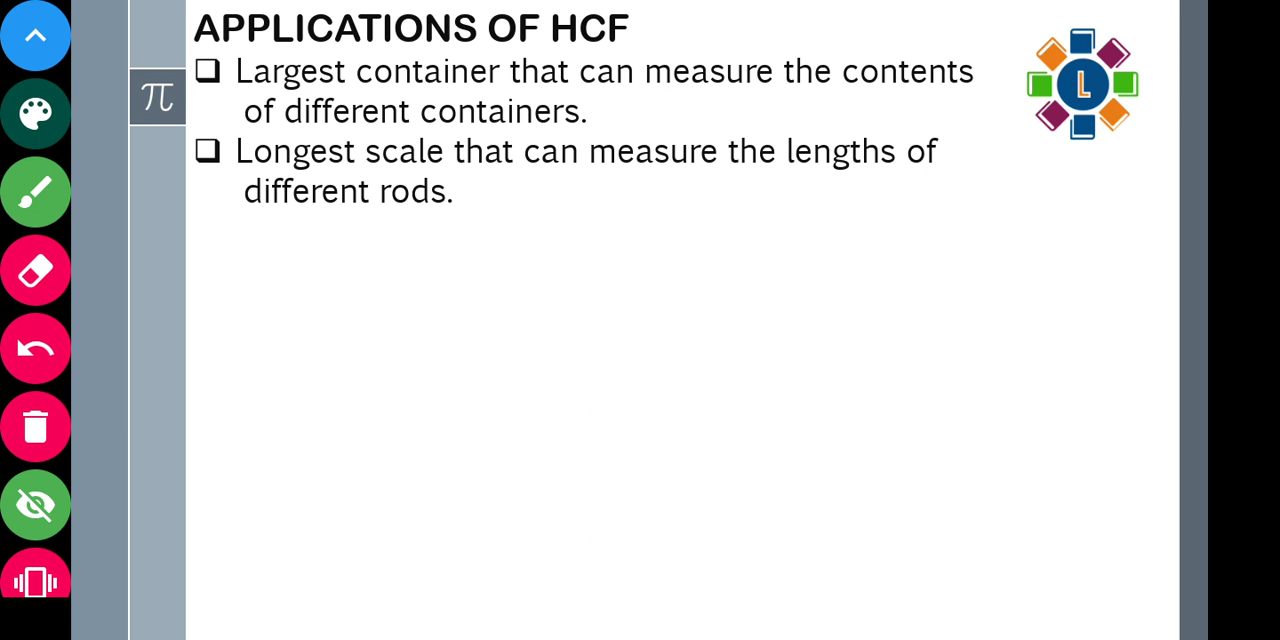 APPLICATIONS OF HCF
❑ Largest container that can measure the contents
of different containers.
❑ Longest scale that can measure the lengths of
different rods.
π
L